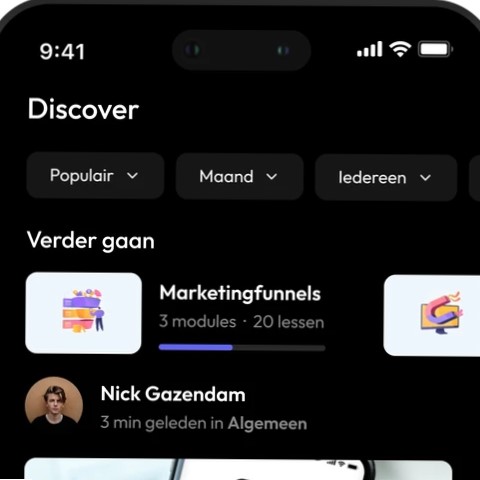 9:41
Discover
Populair Maand Iedereen
Verder gaan
Marketingfunnels
3 modules · 20 lessen
Nick Gazendam
3 min geleden in Algemeen